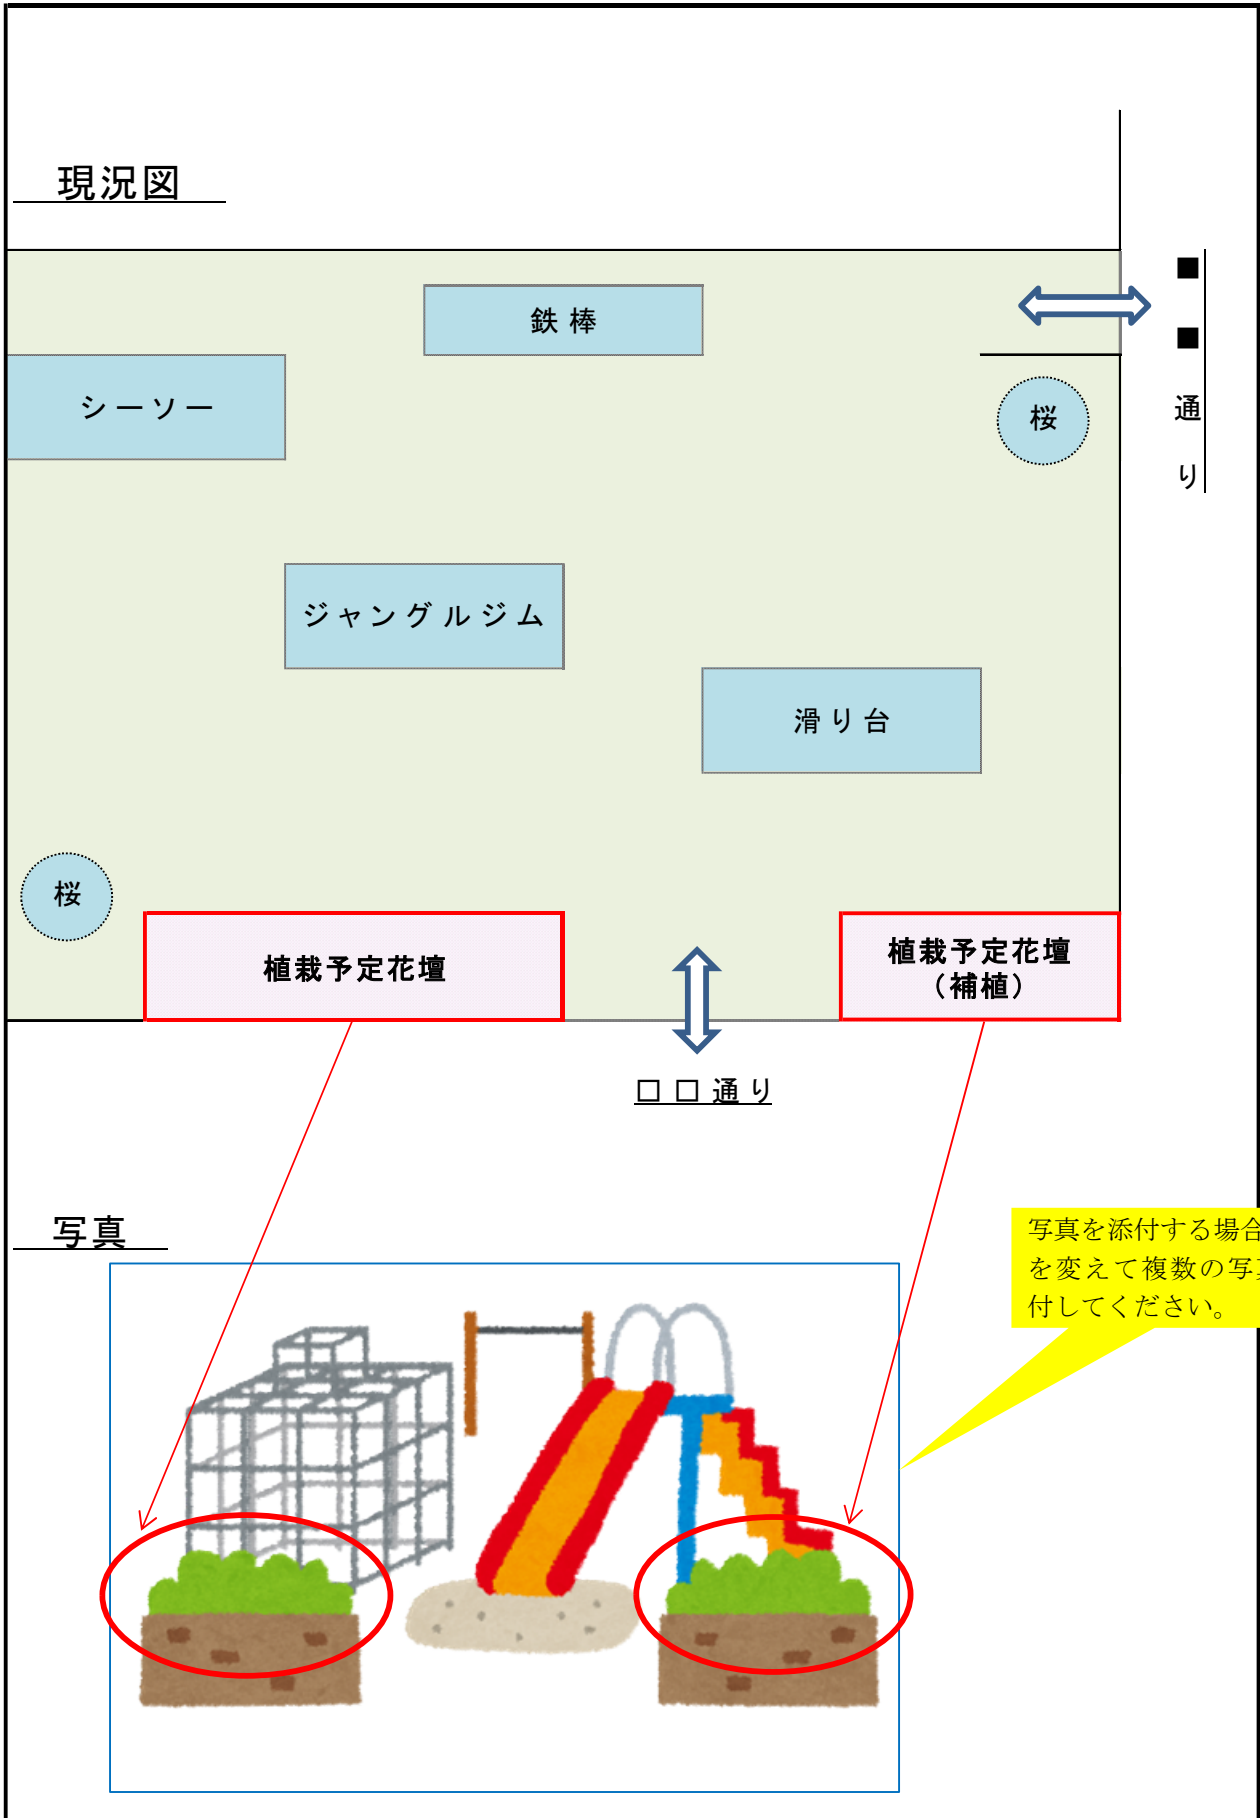 現況図
鉄棒
シーソー
桜
■■通り
ジャングルジム
滑り台
桜
植栽予定花壇
植栽予定花壇
（補植）
□□通り
写真
写真を添付する場合
を変えて複数の写
付してください。